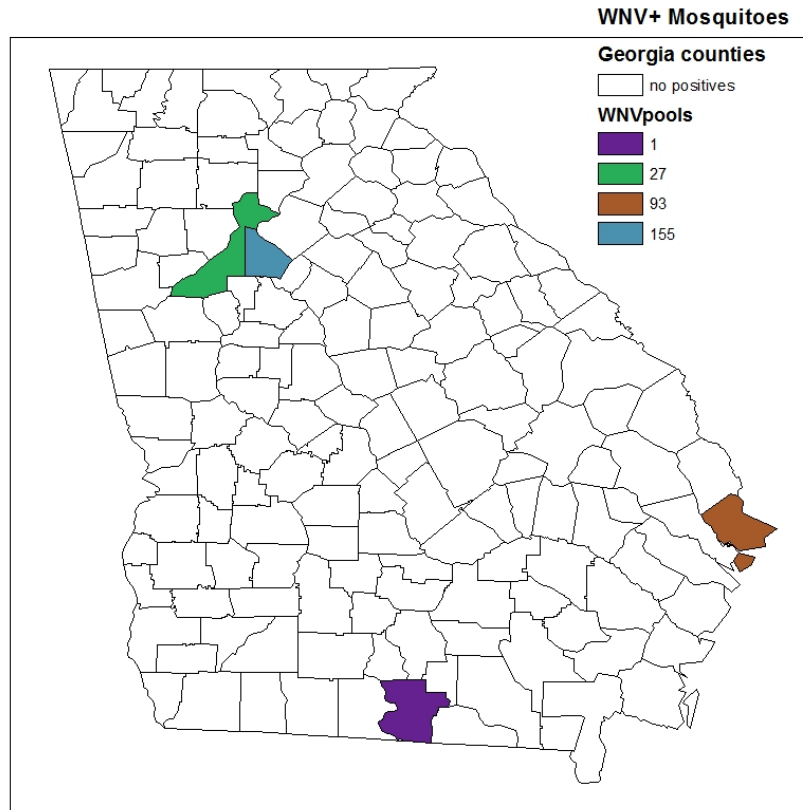 WNV+ Mosquitoes
Georgia counties
no positives
WNVpools
1
27
93
155